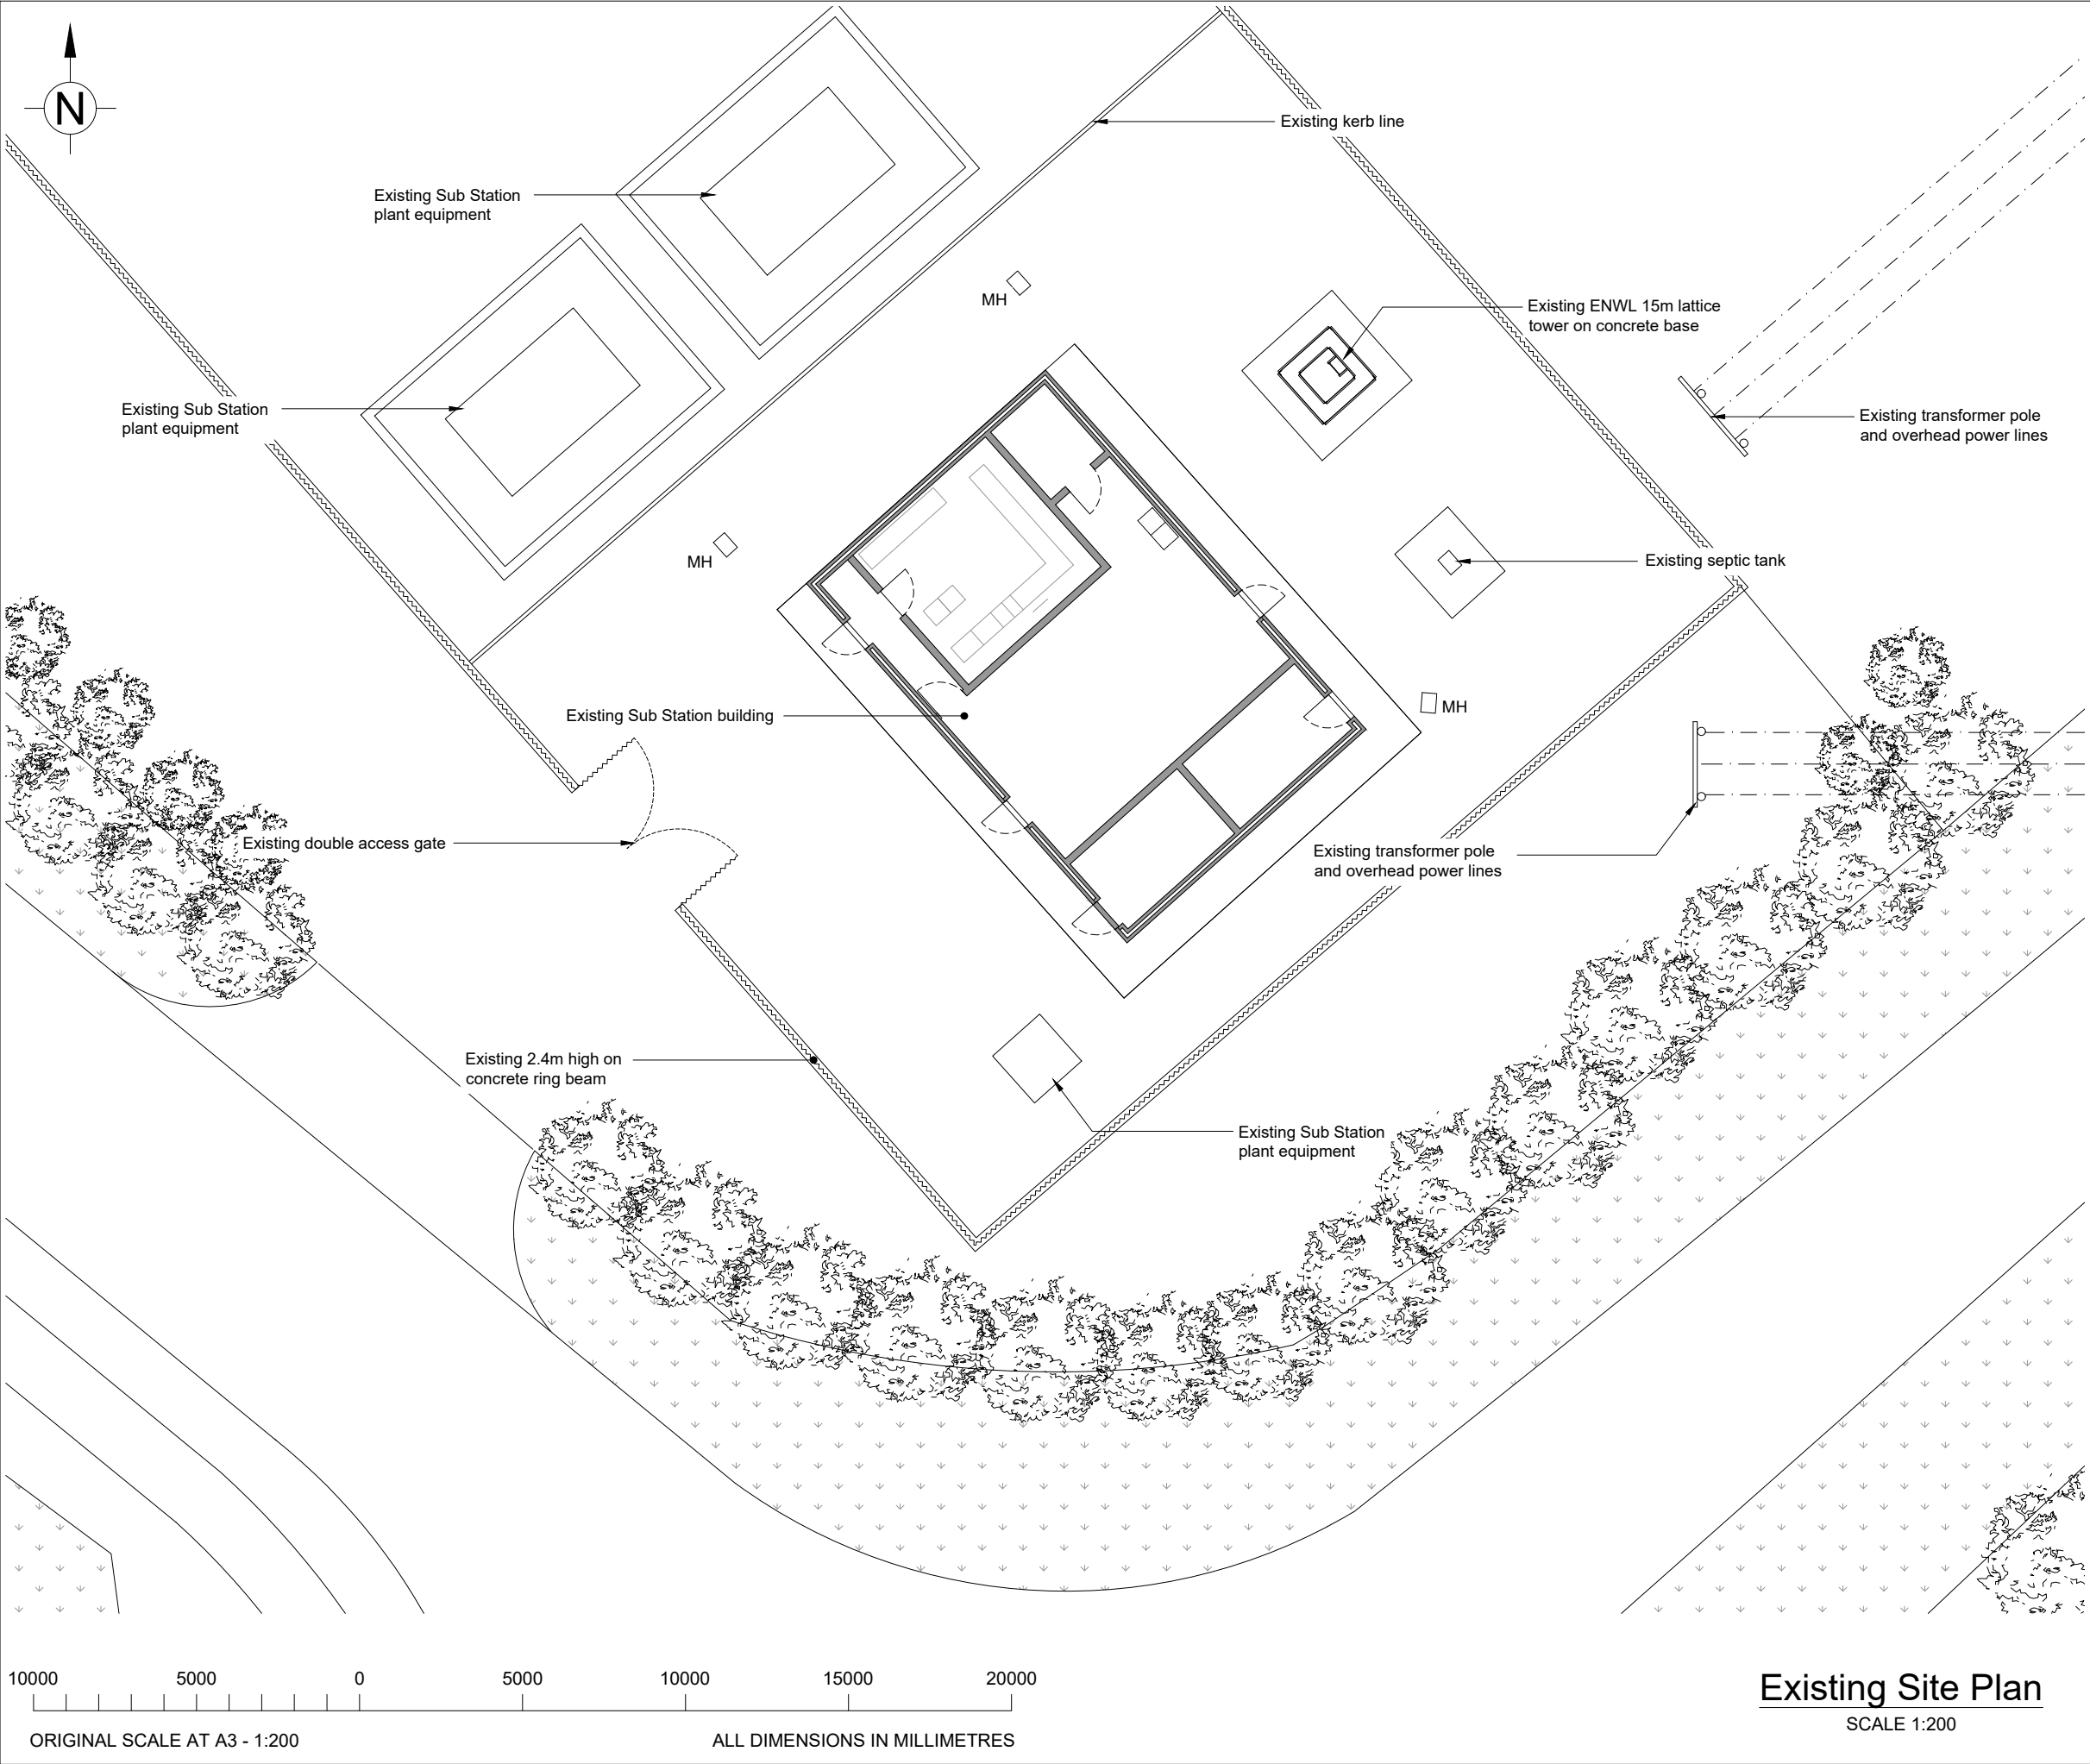 N
Existing kerb line
Existing Sub Station
plant equipment
MH
Existing ENWL 15m lattice
tower on concrete base
Existing Sub Station
plant equipment
Existing transformer pole
and overhead power lines
MH
Existing septic tank
Existing Sub Station building
MH
Existing double access gate
Existing transformer pole
and overhead power lines
Existing 2.4m high on
concrete ring beam
Existing Sub Station
plant equipment
10000 5000 0 5000 10000 15000 20000
ORIGINAL SCALE AT A3 - 1:200
ALL DIMENSIONS IN MILLIMETRES
Existing Site Plan
SCALE 1:200